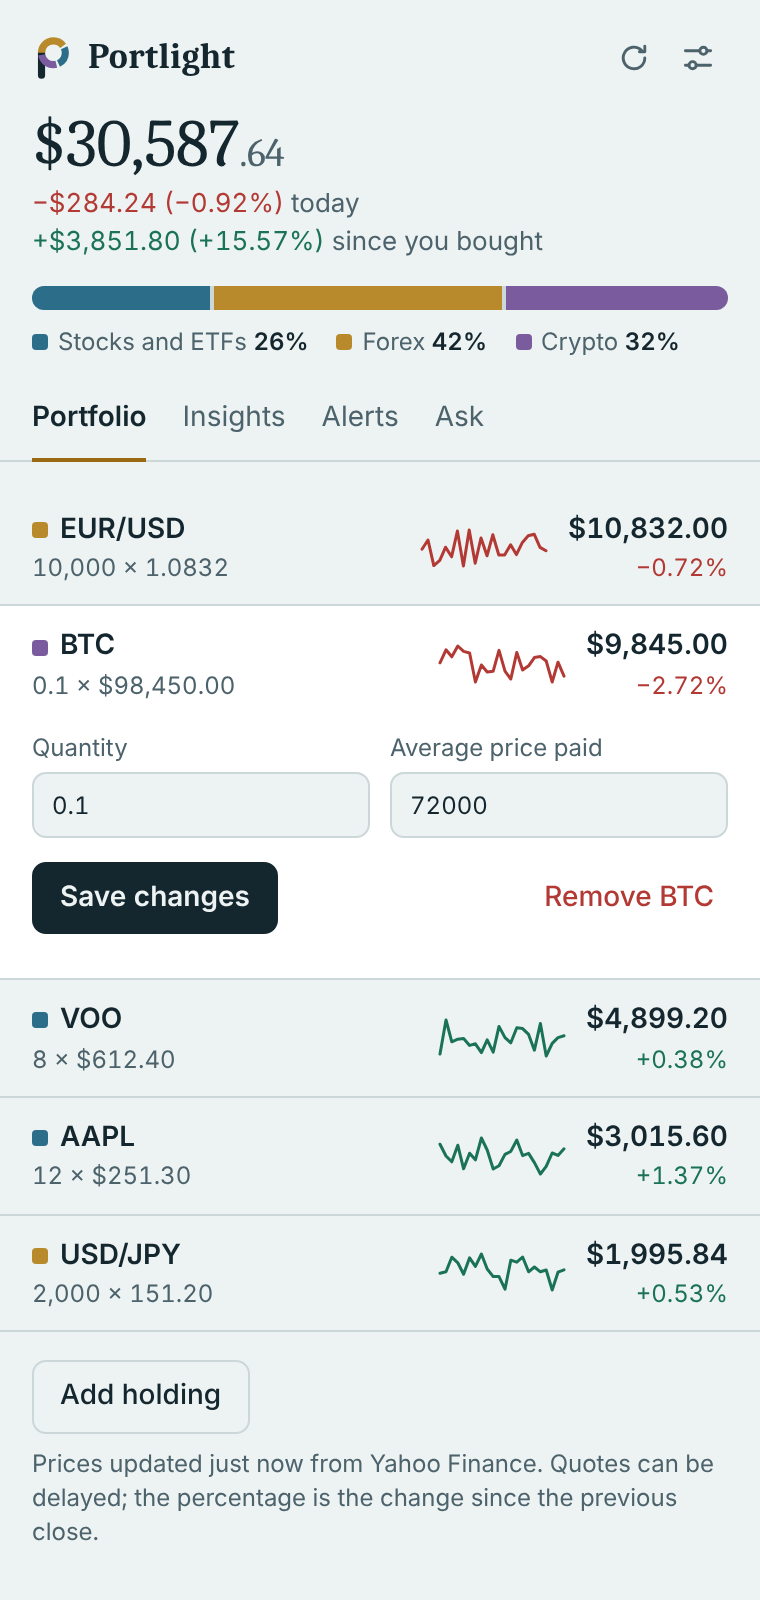 Portlight
$30,587.64
−$284.24 (−0.92%) today
+$3,851.80 (+15.57%) since you bought
Stocks and ETFs 26% Forex 42% Crypto 32%
Portfolio Insights Alerts Ask
EUR/USD $10,832.00
10,000 × 1.0832 −0.72%
BTC $9,845.00
0.1 × $98,450.00 −2.72%
Quantity Average price paid
0.1 72000
Save changes Remove BTC
VOO $4,899.20
8 × $612.40 +0.38%
AAPL $3,015.60
12 × $251.30 +1.37%
USD/JPY $1,995.84
2,000 × 151.20 +0.53%
Add holding
Prices updated just now from Yahoo Finance. Quotes can be
delayed; the percentage is the change since the previous
close.